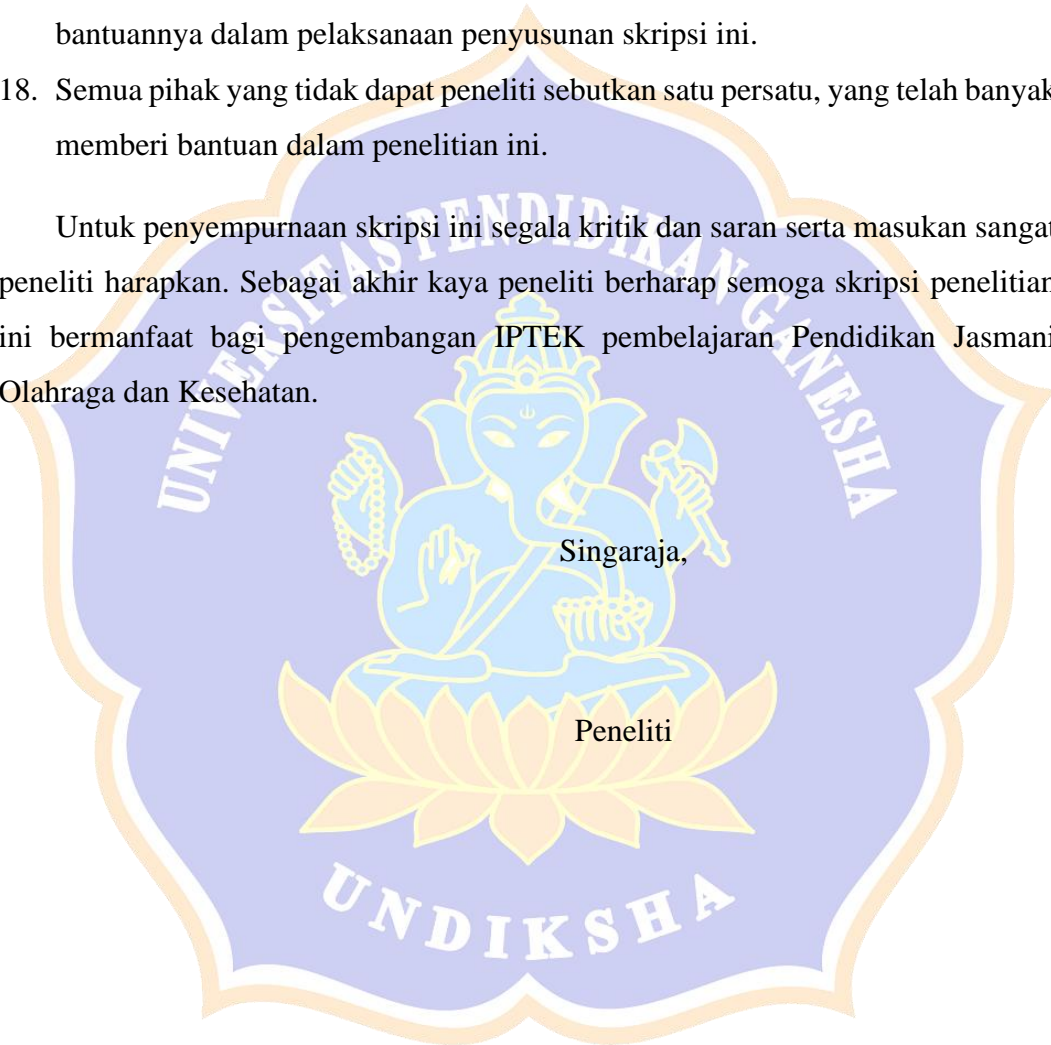 bantuannya dalam pelaksanaan penyusunan skripsi ini.
18. Semua pihak yang tidak dapat peneliti sebutkan satu persatu, yang telah banyak
memberi bantuan dalam penelitian ini.
Untuk penyempurnaan skripsi ini segala kritik dan saran serta masukan sangat
peneliti harapkan. Sebagai akhir kaya peneliti berharap semoga skripsi penelitian
ini bermanfaat bagi pengembangan IPTEK pembelajaran Pendidikan Jasmani
Olahraga dan Kesehatan.
Singaraja,
Peneliti
UNIVERSITAS PENDIDIKAN GANESHA
UNDIKSHA